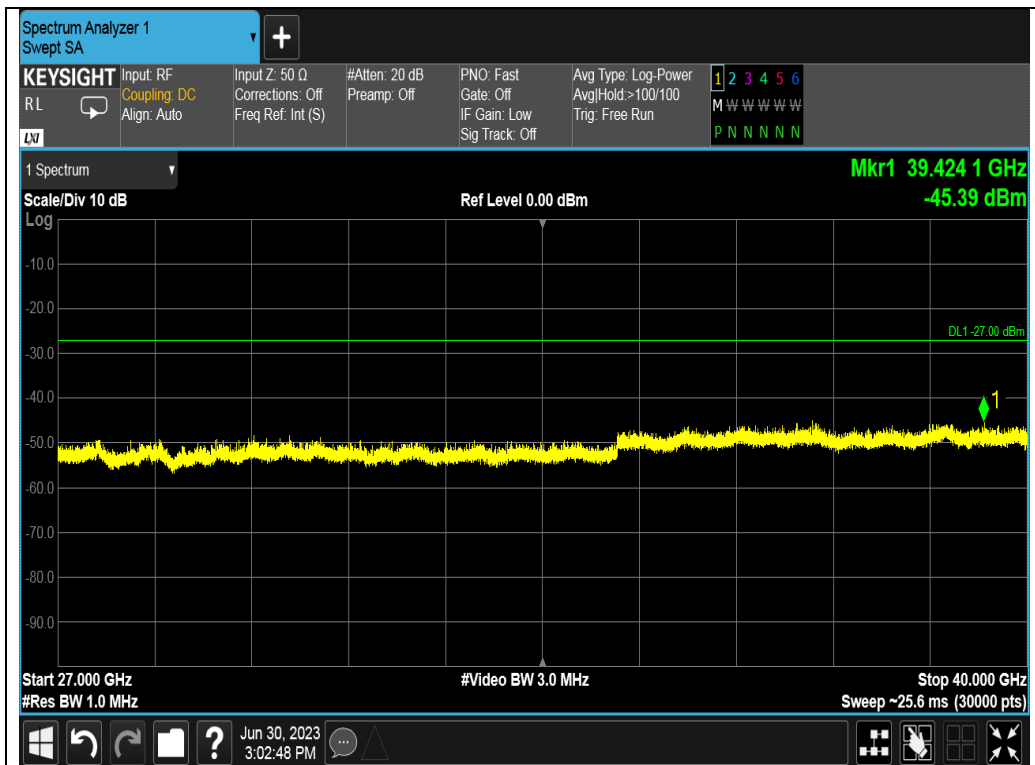 Spectrum Analyzer 1
Swept SA
KEYSIGHT
R L
LXI
Input: RF
Coupling: DC
Align: Auto
Input Z: 50 Ω
Corrections: Off
Freq Ref: Int (S)
#Atten: 20 dB
Preamp: Off
PNO: Fast
Gate: Off
IF Gain: Low
Sig Track: Off
Avg Type: Log-Power
Avg|Hold:>100/100
Trig: Free Run
1 2 3 4 5 6
M W W W W W
P N N N N N
1 Spectrum
Mkr1 39.424 1 GHz
-45.39 dBm
Scale/Div 10 dB
Ref Level 0.00 dBm
Log
-10.0
-20.0
DL1 -27.00 dBm
-30.0
-40.0
1
-50.0
-60.0
-70.0
-80.0
-90.0
Start 27.000 GHz
#Video BW 3.0 MHz
Stop 40.000 GHz
#Res BW 1.0 MHz
Sweep ~25.6 ms (30000 pts)
?
Jun 30, 2023
3:02:48 PM